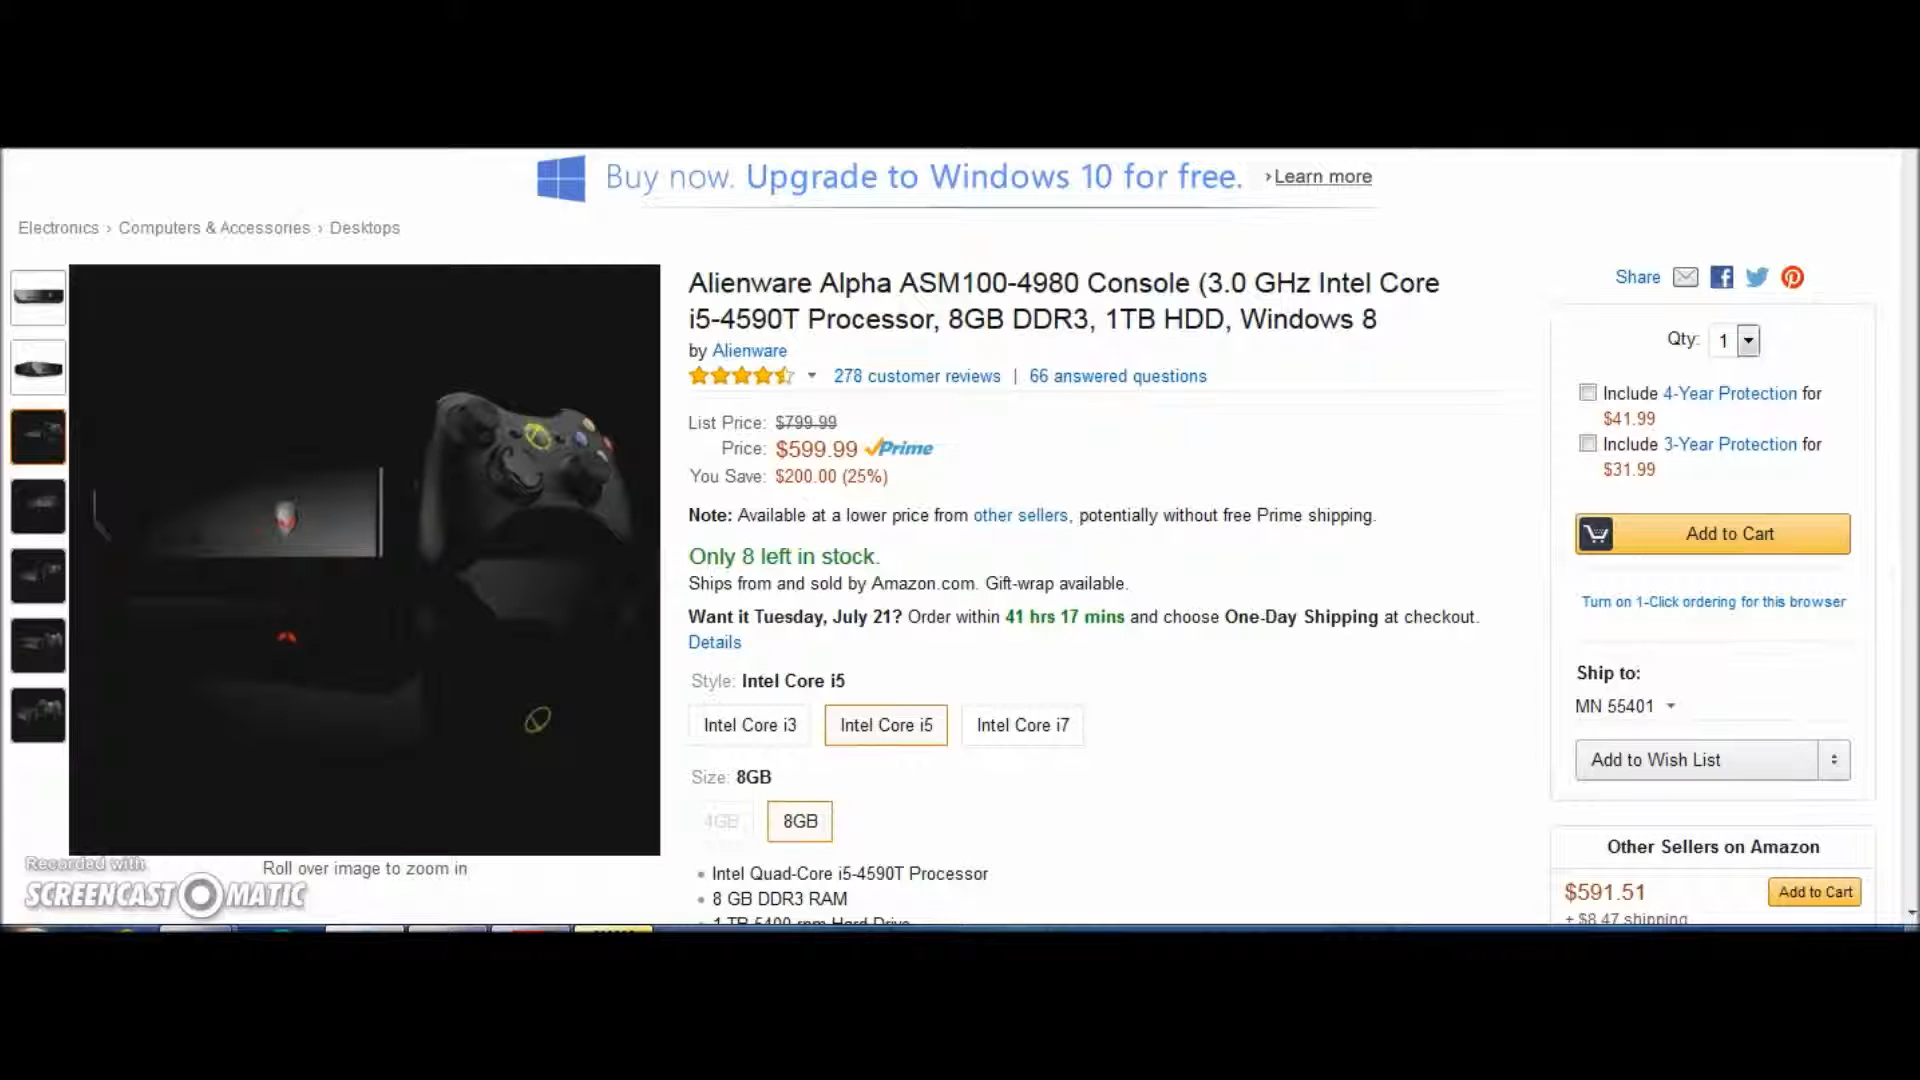 Buy now. Upgrade to Windows 10 for free. ›Learn more
Electronics › Computers & Accessories › Desktops
Alienware Alpha ASM100-4980 Console (3.0 GHz Intel Core
i5-4590T Processor, 8GB DDR3, 1TB HDD, Windows 8
by Alienware
278 customer reviews | 66 answered questions
List Price: $799.99
Price: $599.99 Prime
You Save: $200.00 (25%)
Note: Available at a lower price from other sellers, potentially without free Prime shipping.
Only 8 left in stock.
Ships from and sold by Amazon.com. Gift-wrap available.
Want it Tuesday, July 21? Order within 41 hrs 17 mins and choose One-Day Shipping at checkout.
Details
Style: Intel Core i5
Intel Core i3
Intel Core i5
Intel Core i7
Size: 8GB
4GB
8GB
• Intel Quad-Core i5-4590T Processor
• 8 GB DDR3 RAM
• 1 TB 5400 rpm Hard Drive
Roll over image to zoom in
Recorded with
SCREENCAST-O-MATIC
Share
Qty: 1
Include 4-Year Protection for
$41.99
Include 3-Year Protection for
$31.99
Add to Cart
Turn on 1-Click ordering for this browser
Ship to:
MN 55401
Add to Wish List
Other Sellers on Amazon
$591.51
Add to Cart
+ $8.47 shipping